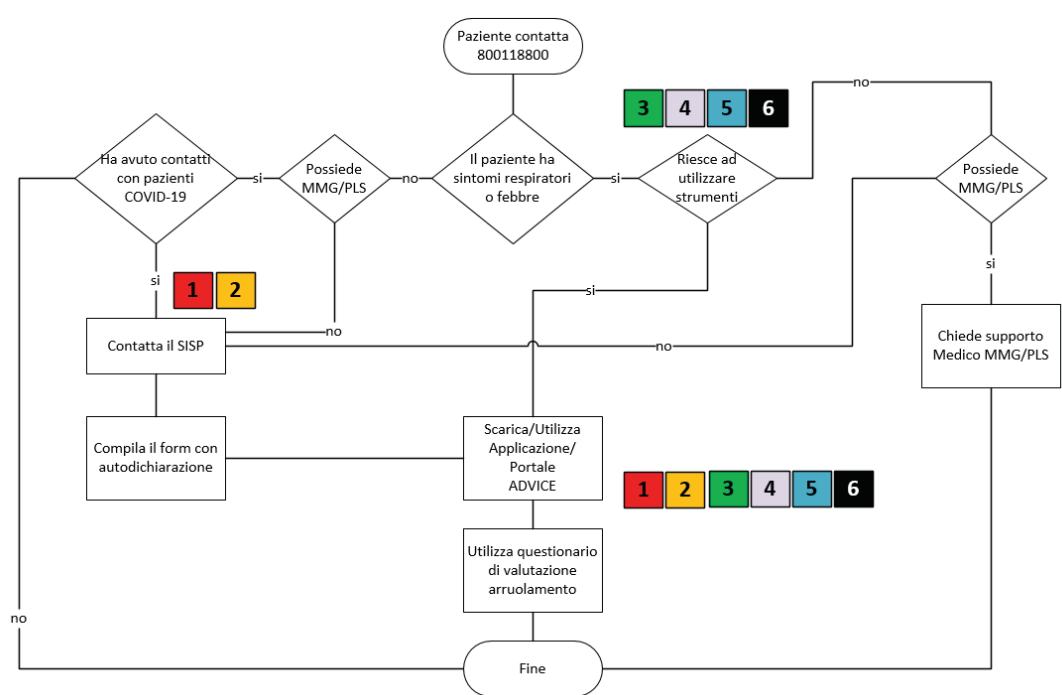 Paziente contatta
800118800
no
3 4 5 6
Ha avuto contatti
con pazienti
COVID-19
si
Possiede
MMG/PLS
no
Il paziente ha
sintomi respiratori
o febbre
si
Riesce ad
utilizzare
strumenti
Possiede
MMG/PLS
si
1 2
si
si
no
no
Contatta il SISP
Chiede supporto
Medico MMG/PLS
Compila il form con
autodichiarazione
Scarica/Utilizza
Applicazione/
Portale
ADVICE
1 2 3 4 5 6
Utilizza questionario
di valutazione
arruolamento
no
Fine